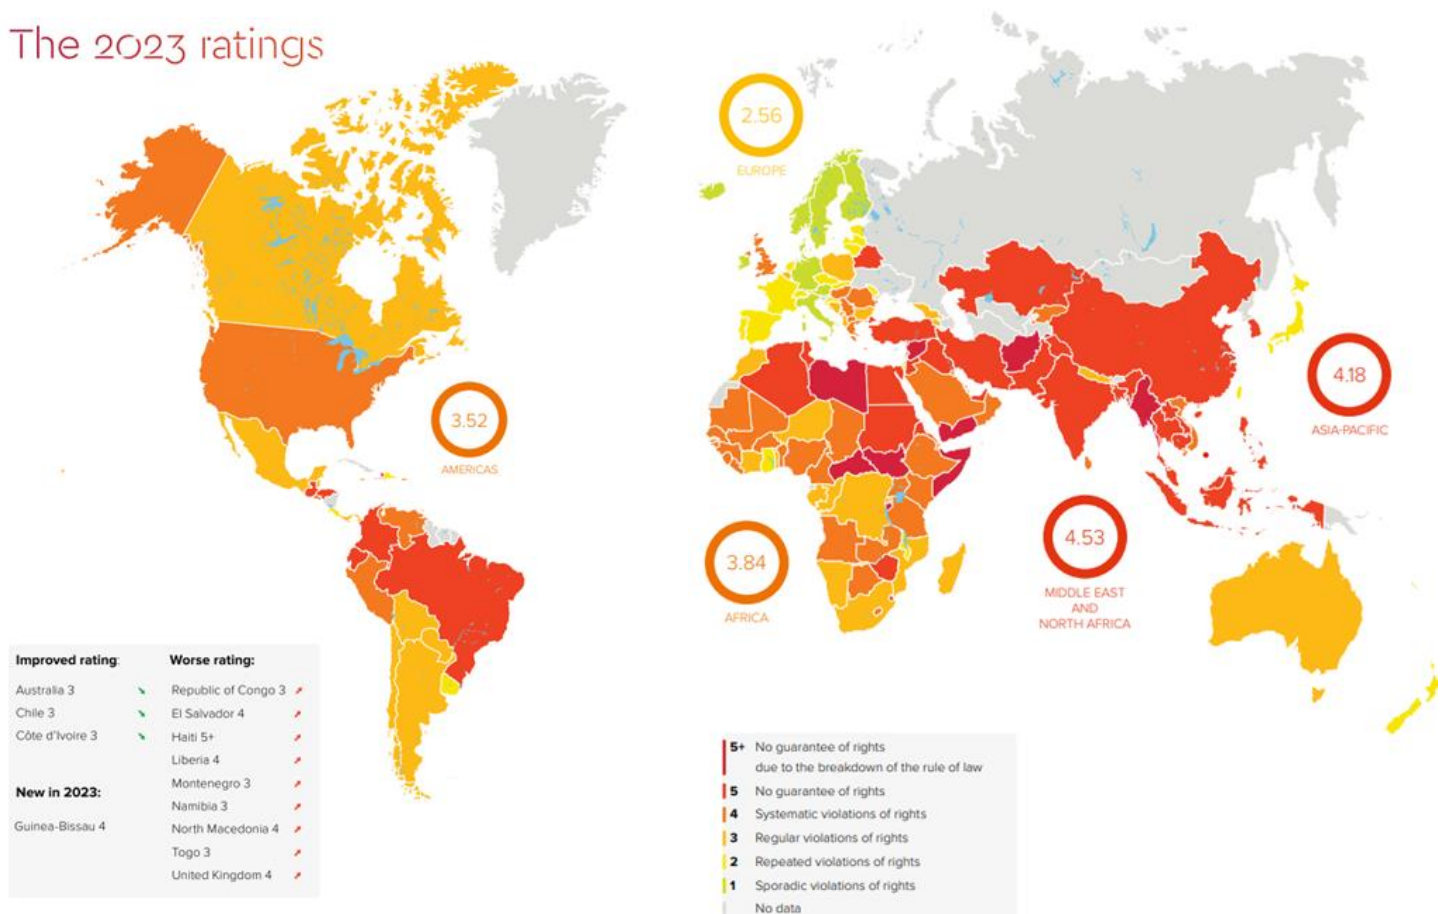 The 2023 ratings
2.56
EUROPE
3.52
AMERICAS
4.18
ASIA-PACIFIC
3.84
AFRICA
4.53
MIDDLE EAST
AND
NORTH AFRICA
Improved rating:
Australia 3
Chile 3
Côte d'Ivoire 3
New in 2023:
Guinea-Bissau 4
Worse rating:
Republic of Congo 3
El Salvador 4
Haiti 5+
Liberia 4
Montenegro 3
Namibia 3
North Macedonia 4
Togo 3
United Kingdom 4
5+ No guarantee of rights
due to the breakdown of the rule of law
5 No guarantee of rights
4 Systematic violations of rights
3 Regular violations of rights
2 Repeated violations of rights
1 Sporadic violations of rights
No data